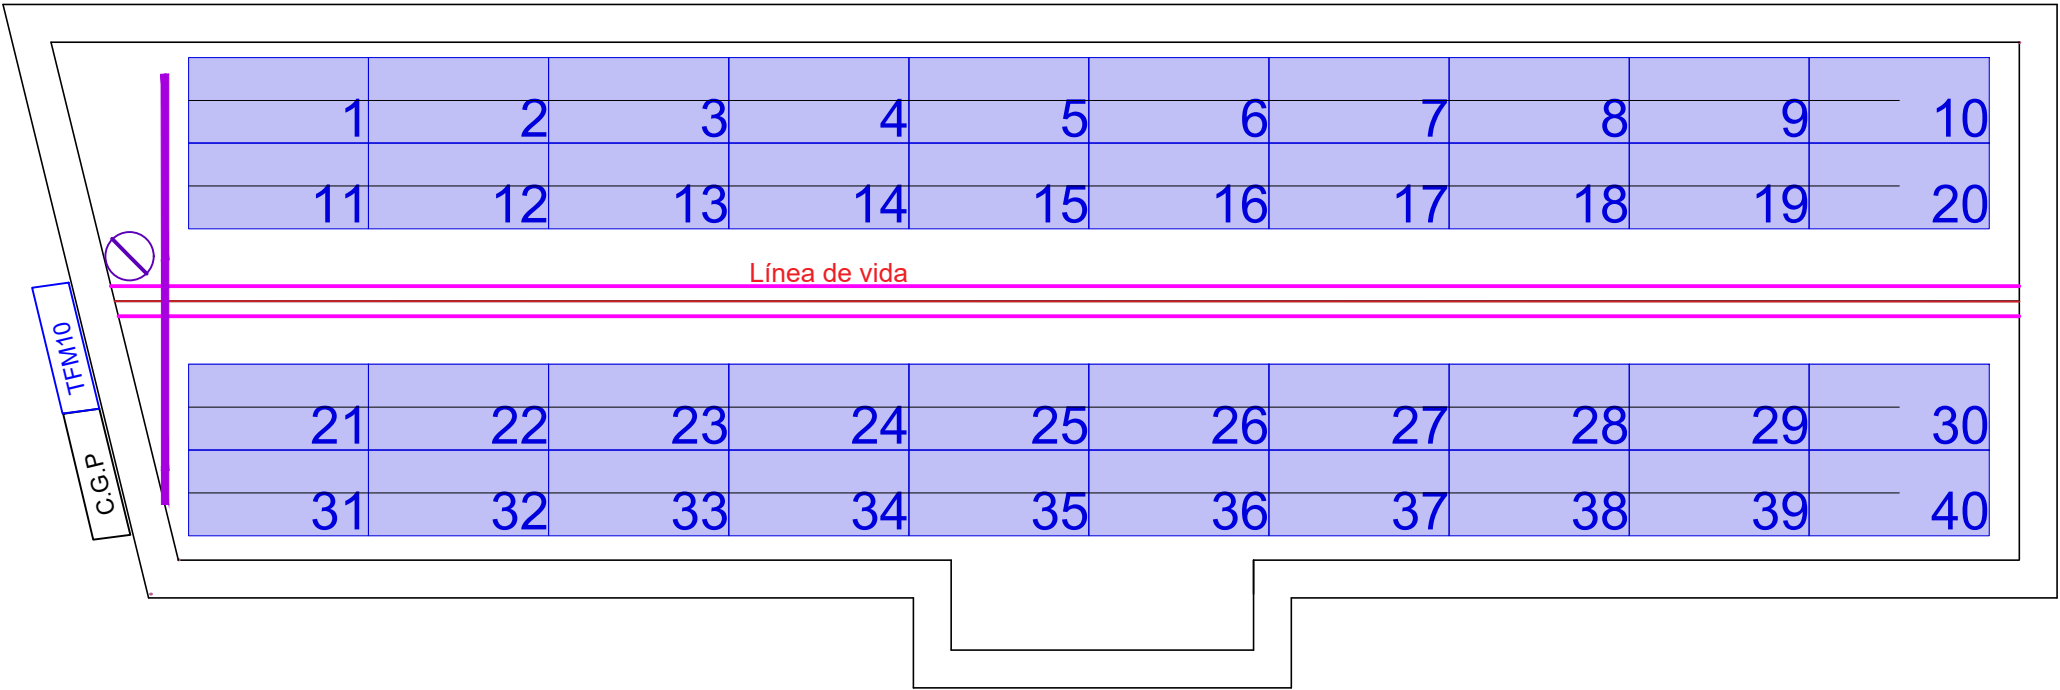 1 2 3 4 5 6 7 8 9 10
11 12 13 14 15 16 17 18 19 20
Línea de vida
TFM10
C.G.P
21 22 23 24 25 26 27 28 29 30
31 32 33 34 35 36 37 38 39 40